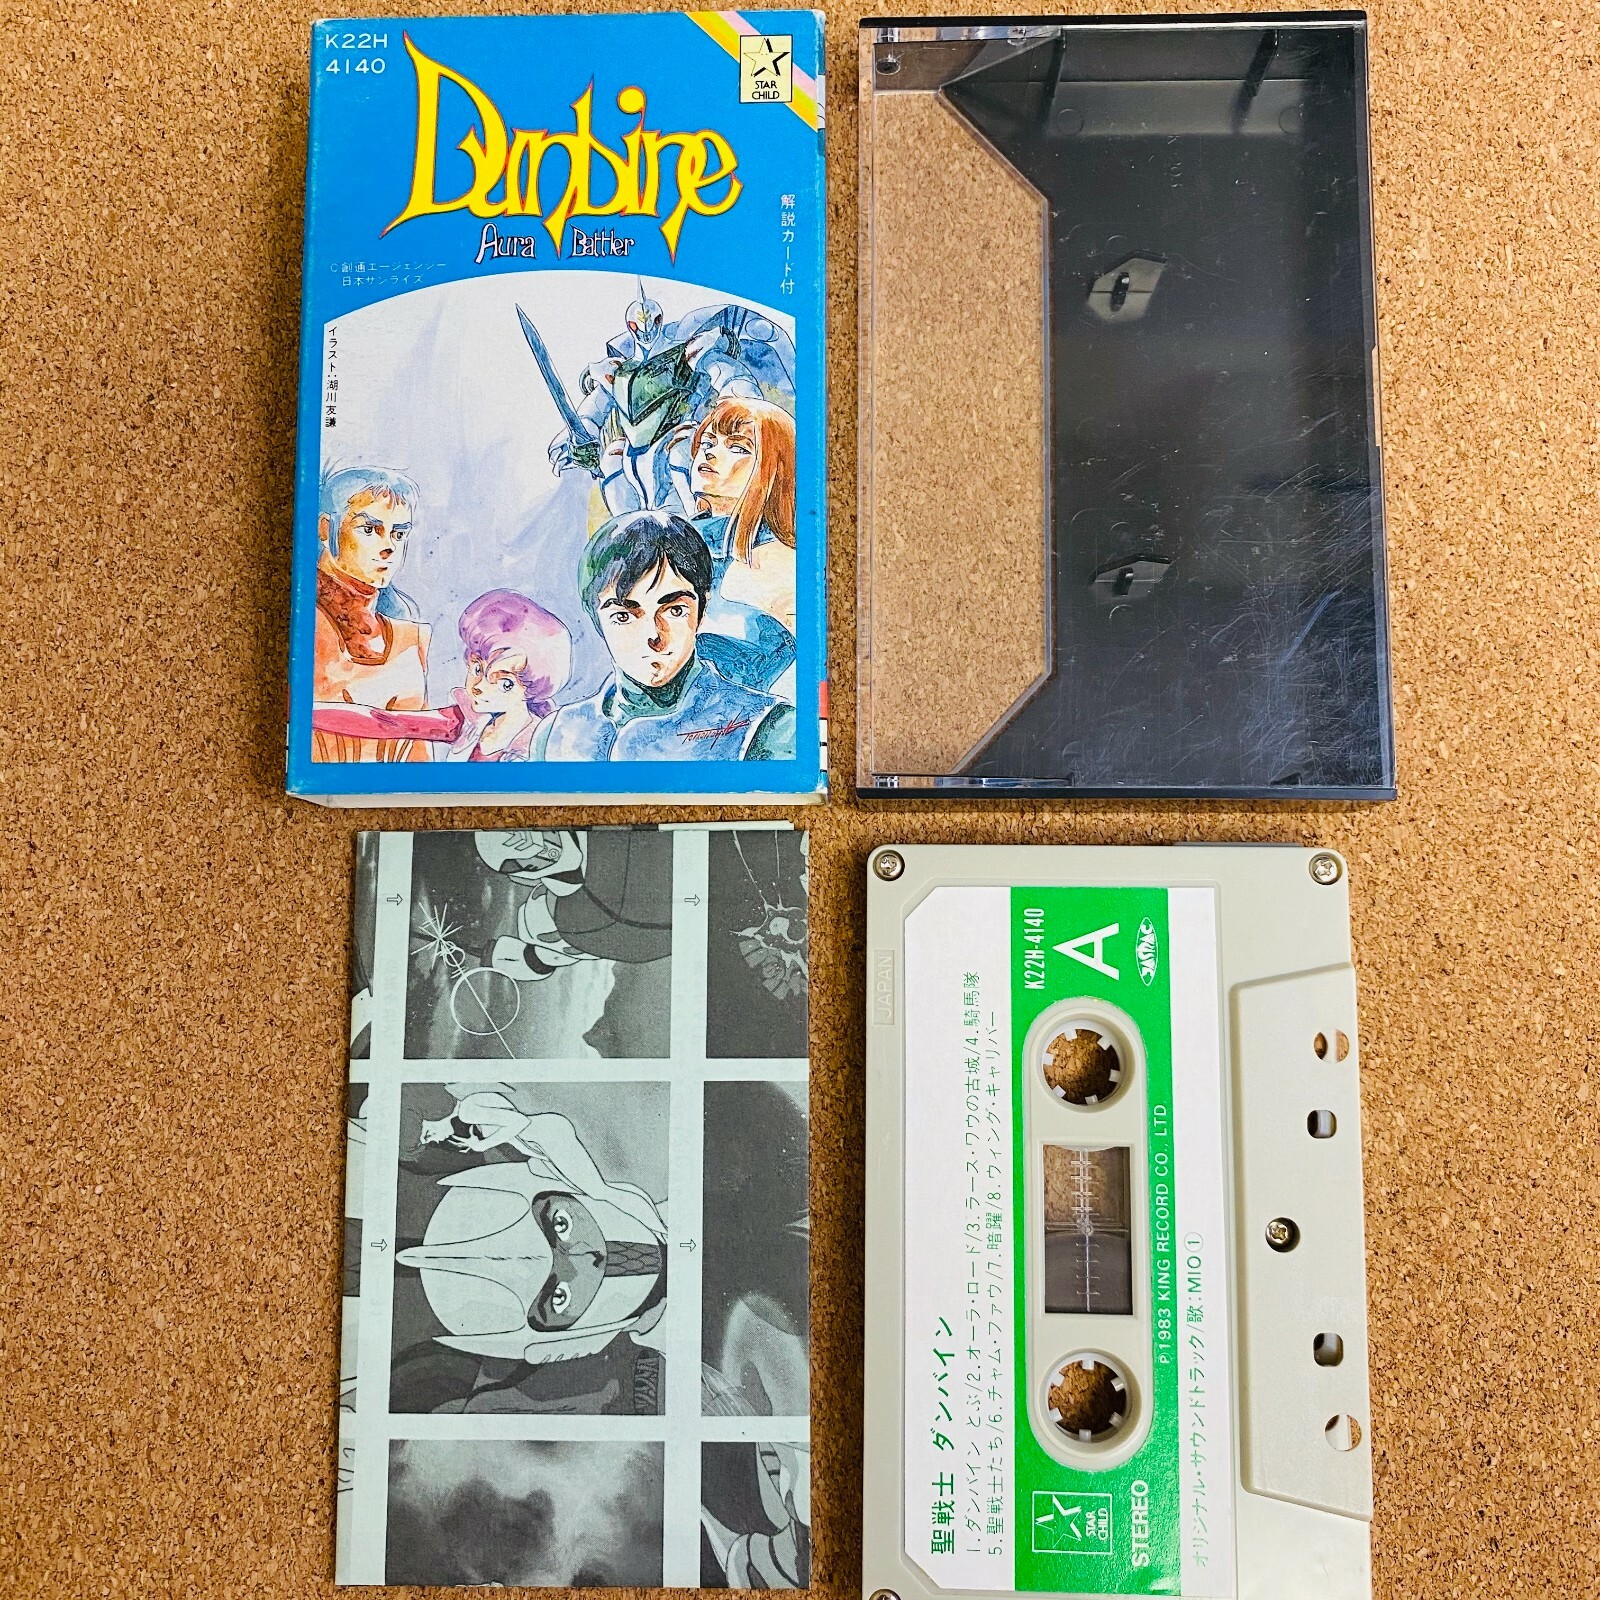 K22H
4140
Dunbine
Aura Battler
STAR
CHILD
解説カード付
©創通エージェンシー
日本サンライズ
イラスト:湖川友謙
JAPAN
聖戦士 ダンバイン
1.ダンバイン とぶ/2.オーラ・ロード/3.ラース・ワウの古城/4.騎馬隊
5.聖戦士たち/6.チャム・ファウ/7.暗躍/8.ウィング・キャリバー
K22H-4140
A
STAR
CHILD
STEREO
℗1983 KING RECORD CO., LTD
オリジナル・サウンドトラック/歌:MIO①